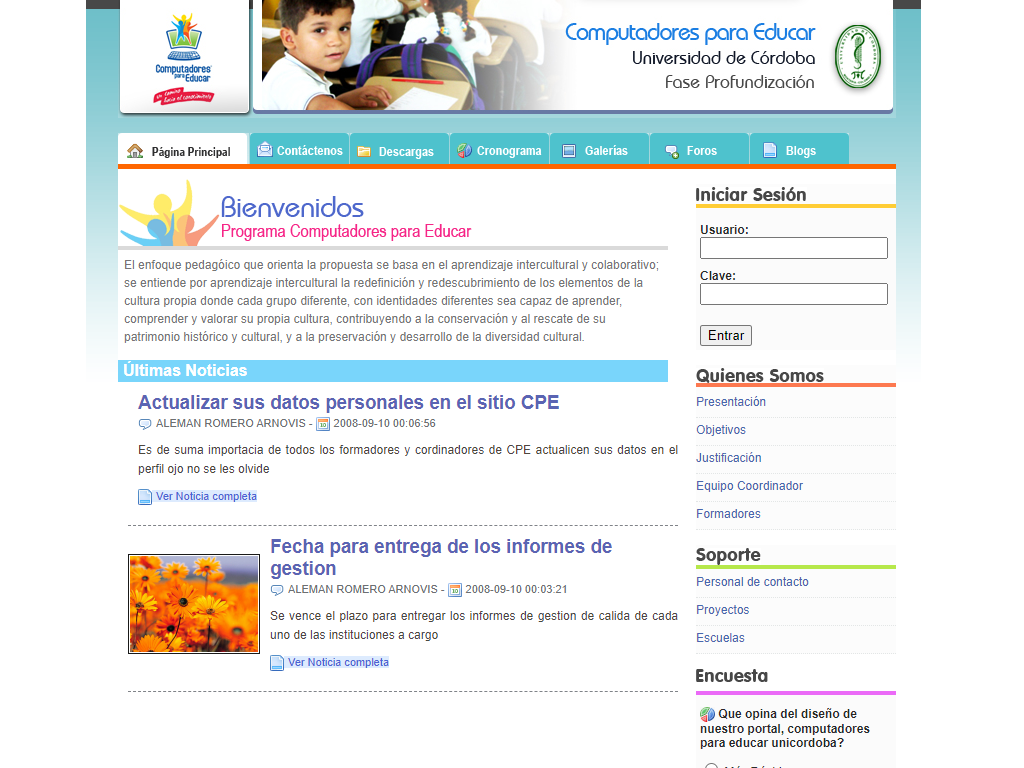 Computadores
para Educar
un camino
hacia el conocimiento
Computadores para Educar
Universidad de Córdoba
Fase Profundización
Página Principal
Contáctenos
Descargas
Cronograma
Galerias
Foros
Blogs
Bienvenidos
Programa Computadores para Educar
El enfoque pedagóico que orienta la propuesta se basa en el aprendizaje intercultural y colaborativo;
se entiende por aprendizaje intercultural la redefinición y redescubrimiento de los elementos de la
cultura propia donde cada grupo diferente, con identidades diferentes sea capaz de aprender,
comprender y valorar su propia cultura, contribuyendo a la conservación y al rescate de su
patrimonio histórico y cultural, y a la preservación y desarrollo de la diversidad cultural.
Últimas Noticias
Actualizar sus datos personales en el sitio CPE
ALEMAN ROMERO ARNOVIS - 2008-09-10 00:06:56
Es de suma importacia de todos los formadores y cordinadores de CPE actualicen sus datos en el
perfil ojo no se les olvide
Ver Noticia completa
Fecha para entrega de los informes de
gestion
ALEMAN ROMERO ARNOVIS - 2008-09-10 00:03:21
Se vence el plazo para entregar los informes de gestion de calida de cada
uno de las instituciones a cargo
Ver Noticia completa
Iniciar Sesión
Usuario:
Clave:
Entrar
Quienes Somos
Presentación
Objetivos
Justificación
Equipo Coordinador
Formadores
Soporte
Personal de contacto
Proyectos
Escuelas
Encuesta
Que opina del diseño de
nuestro portal, computadores
para educar unicordoba?